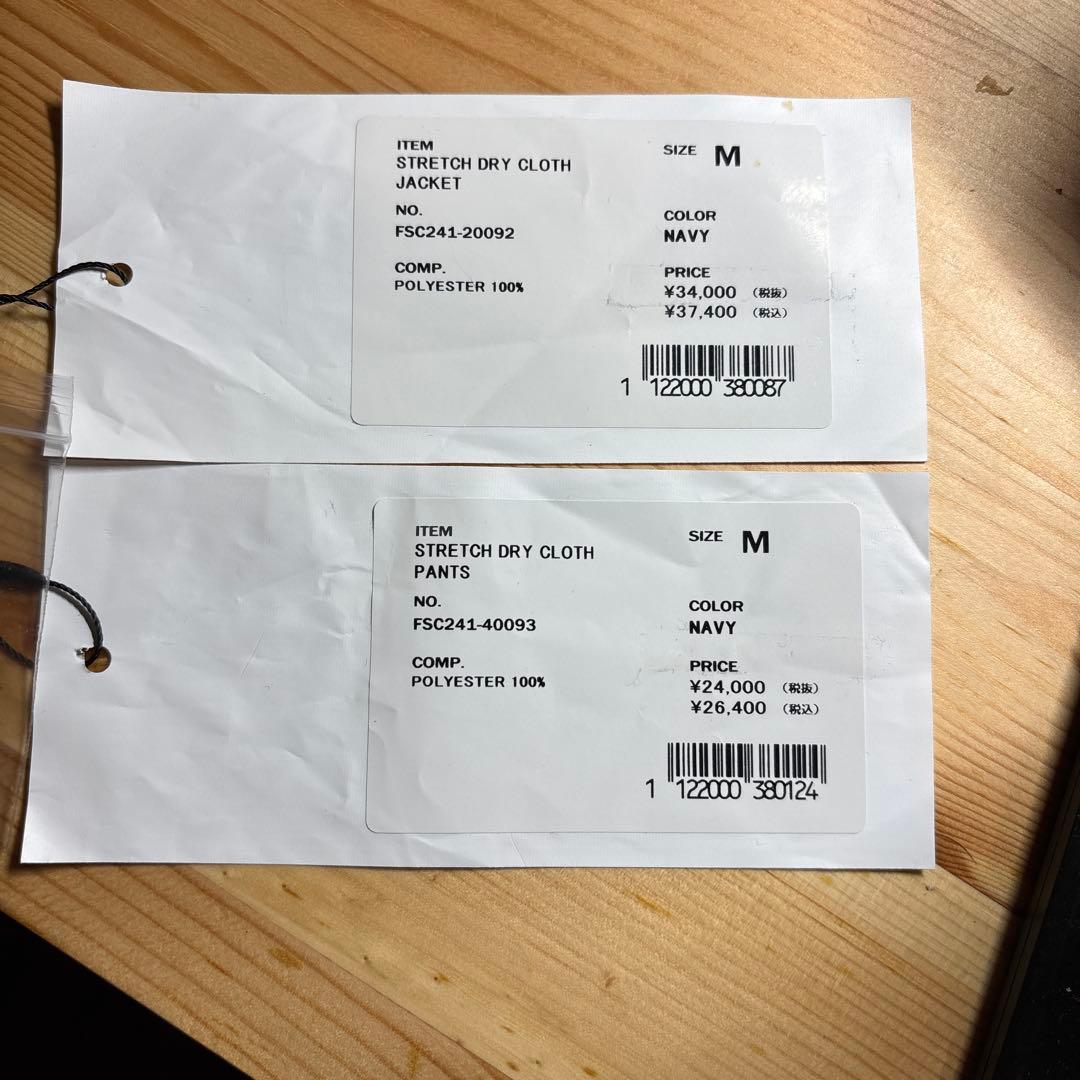 ITEM
STRETCH DRY CLOTH
JACKET
SIZE M
NO.
FSC241-20092
COLOR
NAVY
COMP.
POLYESTER 100%
PRICE
¥34,000 (税抜)
¥37,400 (税込)
1 122000 380087
ITEM
STRETCH DRY CLOTH
PANTS
SIZE M
NO.
FSC241-40093
COLOR
NAVY
COMP.
POLYESTER 100%
PRICE
¥24,000 (税抜)
¥26,400 (税込)
1 122000 380124